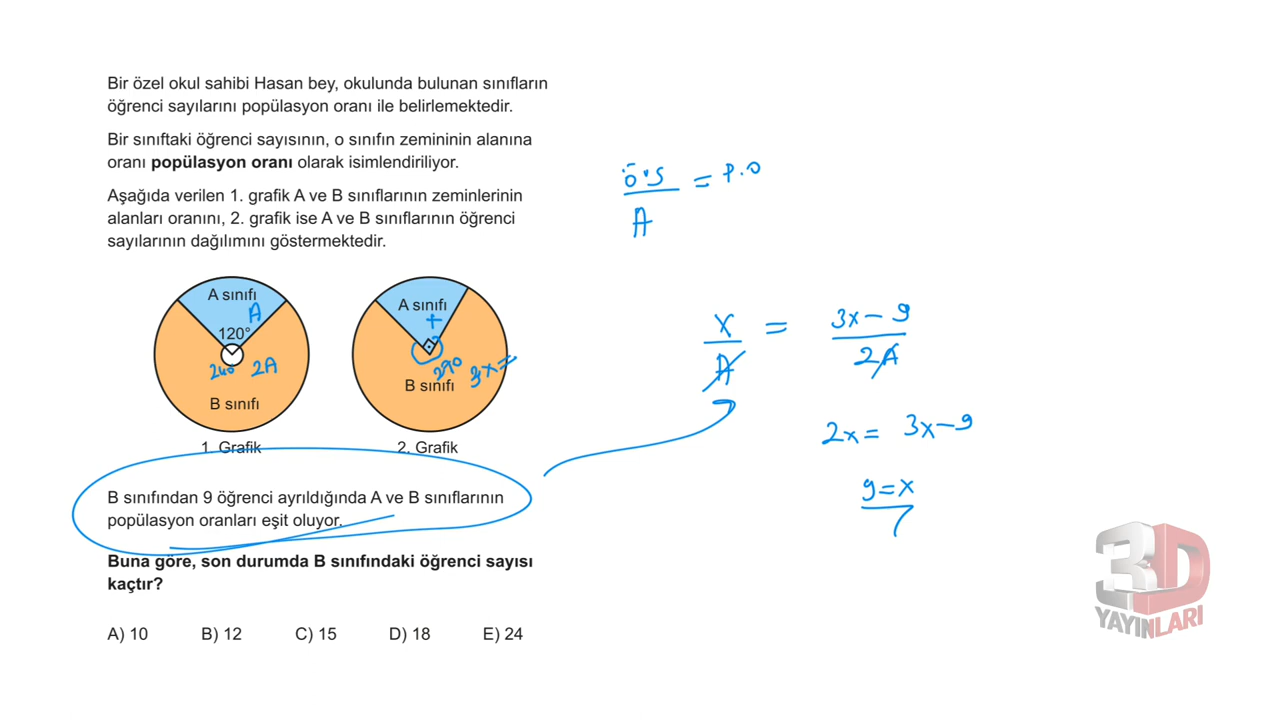 Bir özel okul sahibi Hasan bey, okulunda bulunan sınıfların
öğrenci sayılarını popülasyon oranı ile belirlemektedir.
Bir sınıftaki öğrenci sayısının, o sınıfın zemininin alanına
oranı popülasyon oranı olarak isimlendiriliyor.
Aşağıda verilen 1. grafik A ve B sınıflarının zeminlerinin
alanları oranını, 2. grafik ise A ve B sınıflarının öğrenci
sayılarının dağılımını göstermektedir.
A sınıfı
A
120°
240 2A
B sınıfı
1. Grafik
A sınıfı
270 3x
B sınıfı
2. Grafik
B sınıfından 9 öğrenci ayrıldığında A ve B sınıflarının
popülasyon oranları eşit oluyor.
Buna göre, son durumda B sınıfındaki öğrenci sayısı
kaçtır?
A) 10 B) 12 C) 15 D) 18 E) 24
Ö.S = P.O
A
x = 3x-9
A 2A
2x = 3x-9
9=x
3D
YAYINLARI